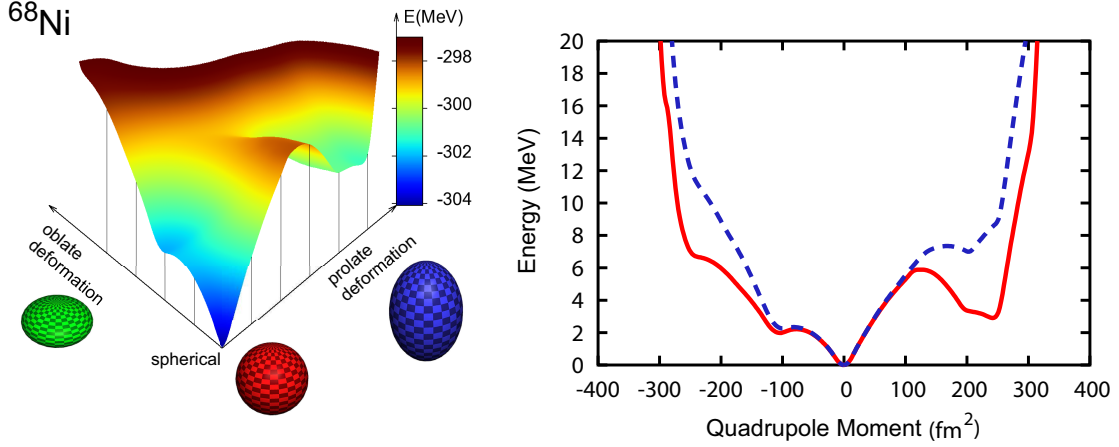 ⁶⁸Ni
E(MeV)
-298
-300
-302
-304
oblate
deformation
prolate
deformation
spherical
Energy (MeV)
20
18
16
14
12
10
8
6
4
2
0
-400 -300 -200 -100 0 100 200 300 400
Quadrupole Moment (fm²)